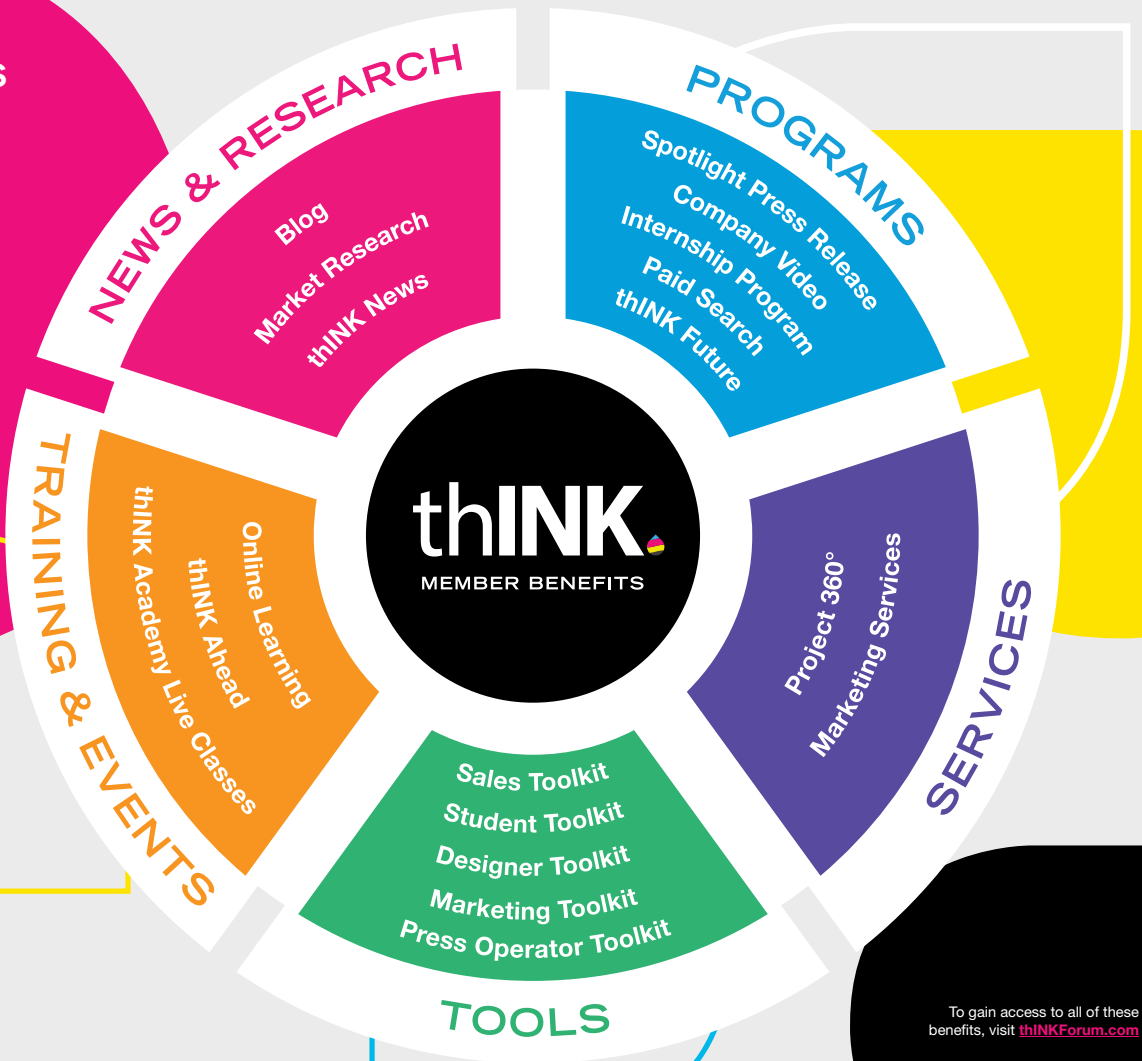 S
NEWS & RESEARCH
Blog
Market Research
thINK News
PROGRAMS
Spotlight Press Release
Company Video
Internship Program
Paid Search
thINK Future
thINK.
MEMBER BENEFITS
TRAINING & EVENTS
Online Learning
thINK Ahead
thINK Academy Live Classes
SERVICES
Project 360°
Marketing Services
Sales Toolkit
Student Toolkit
Designer Toolkit
Marketing Toolkit
Press Operator Toolkit
TOOLS
To gain access to all of these
benefits, visit thINKForum.com